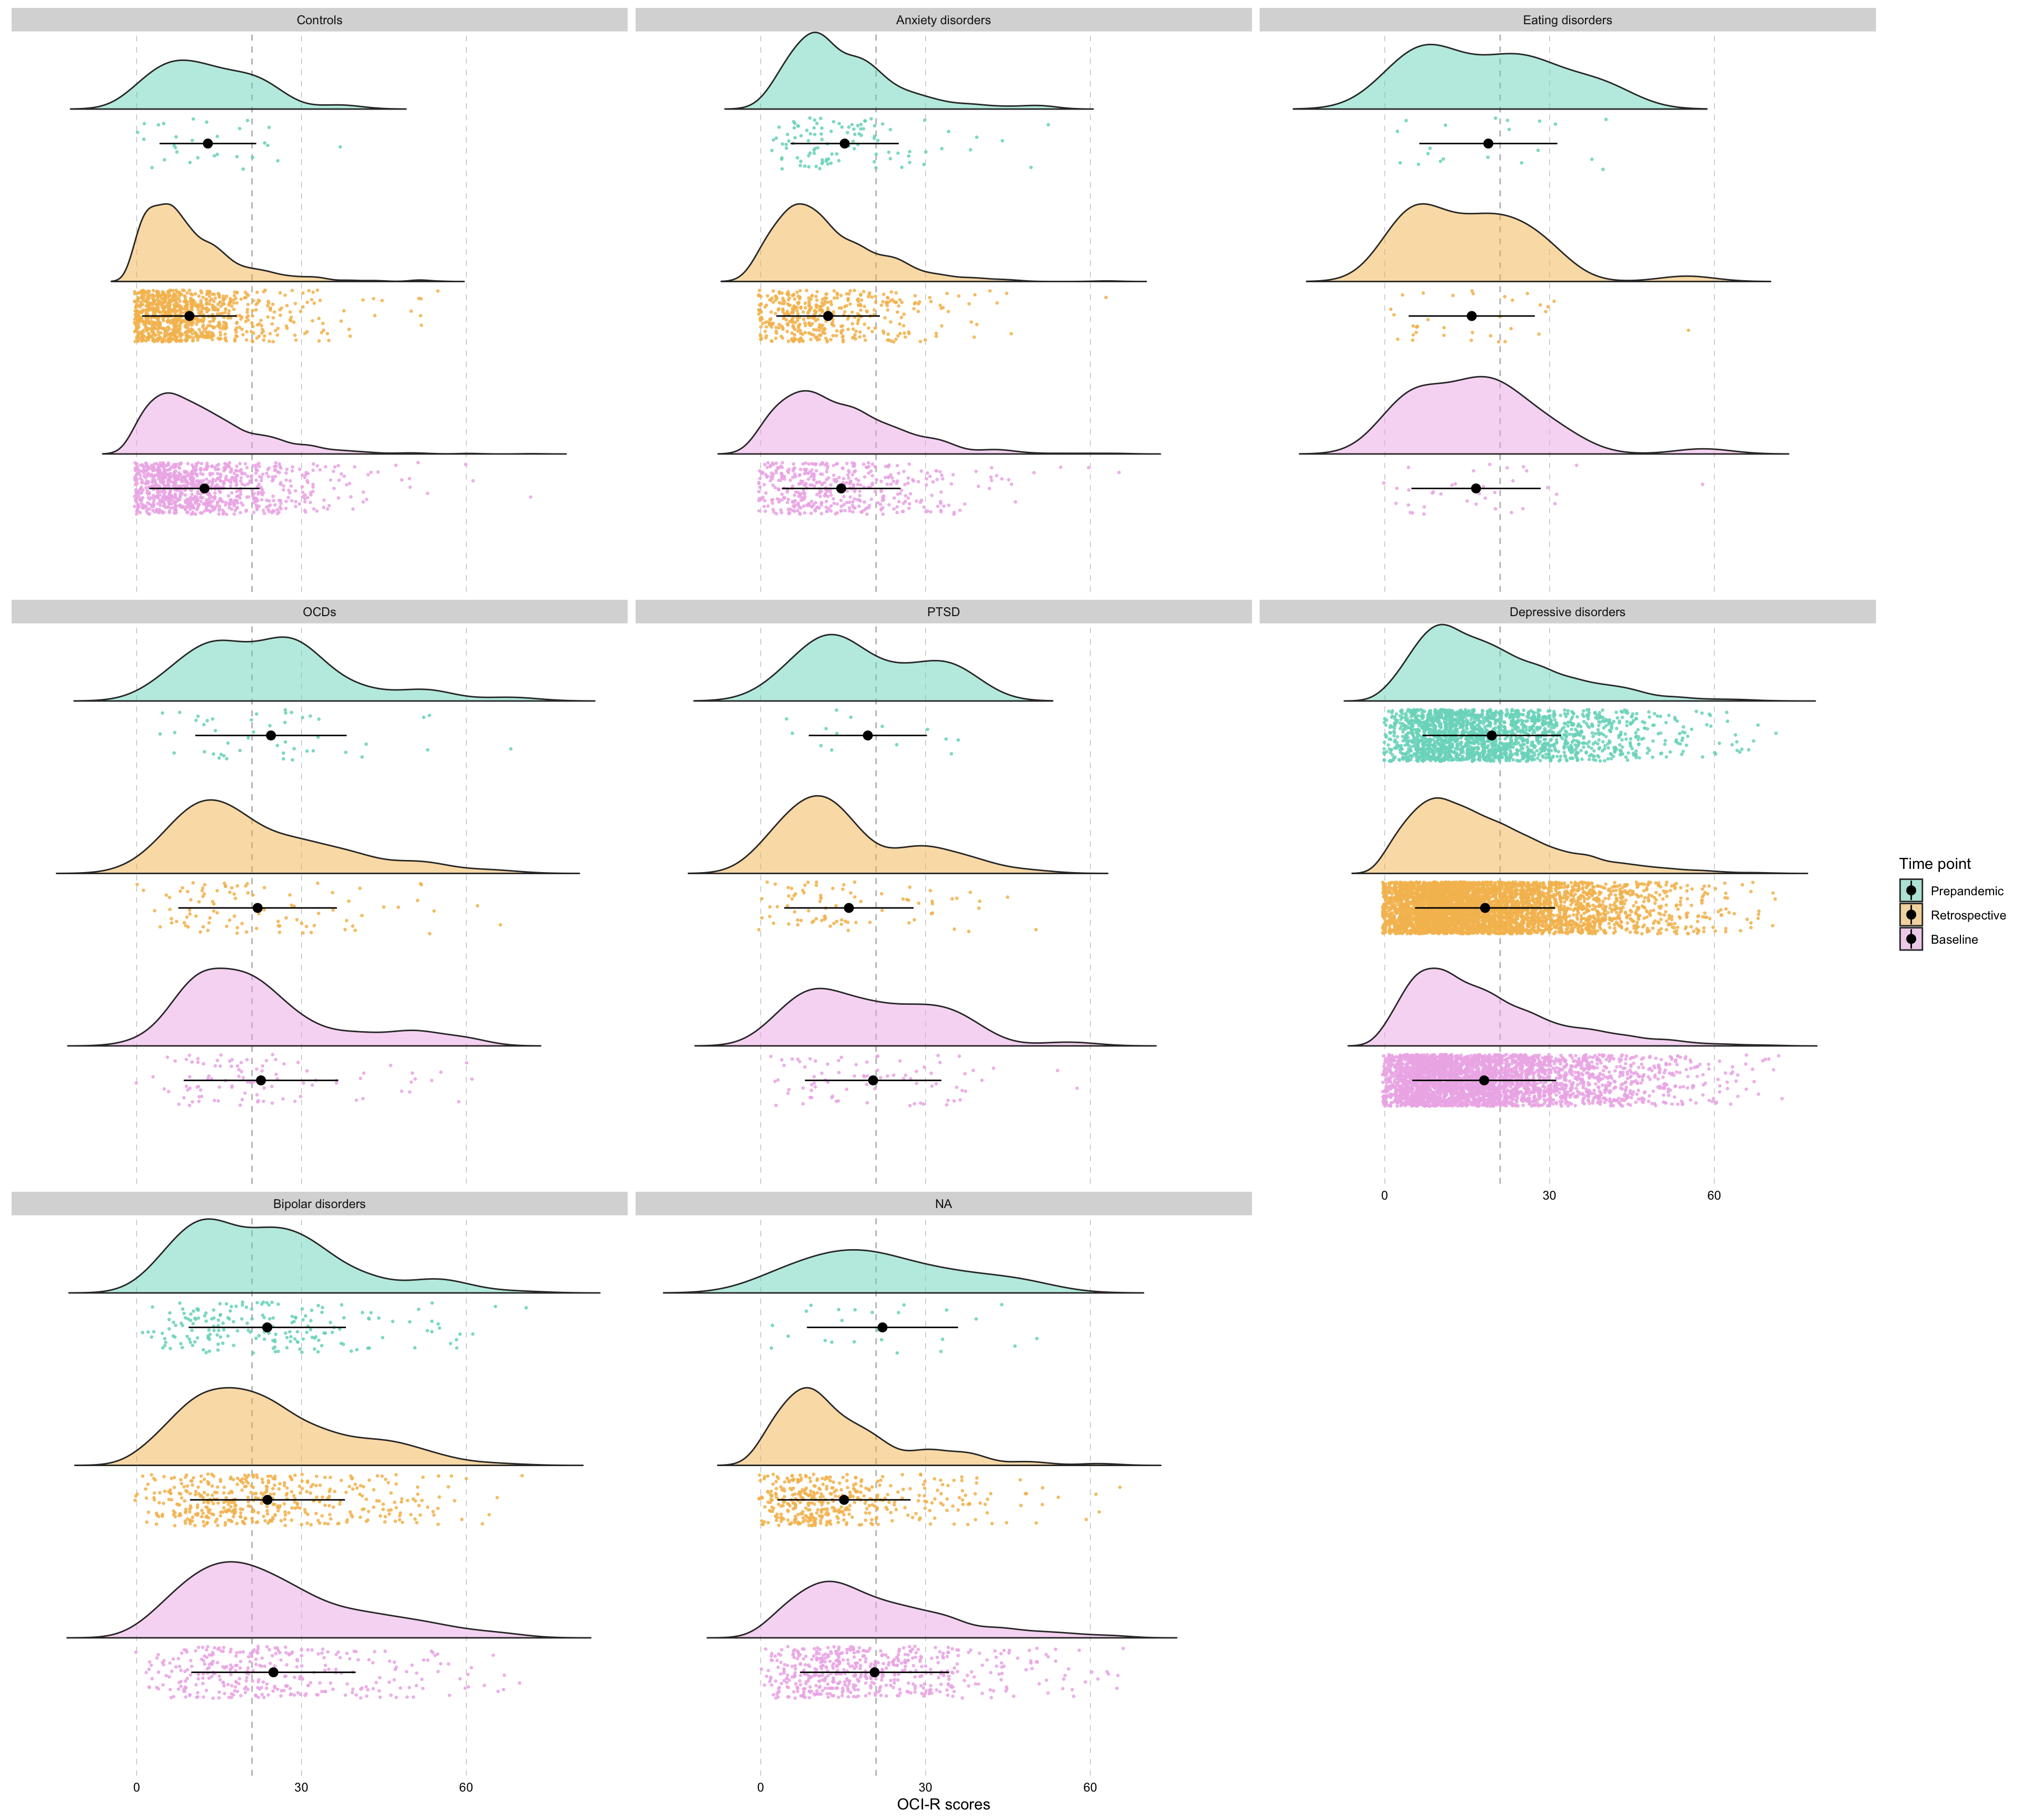 Controls
Anxiety disorders
Eating disorders
OCDs
PTSD
Depressive disorders
Time point
Prepandemic
Retrospective
Baseline
0 30 60
Bipolar disorders
NA
0 30 60
0 30 60
OCI-R scores